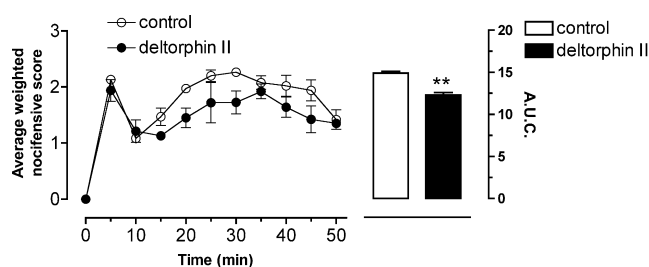 control
deltorphin II
Average weighted
nocifensive score
3
2
1
0
0 10 20 30 40 50
Time (min)
control
deltorphin II
**
20
15
10
5
0
A.U.C.